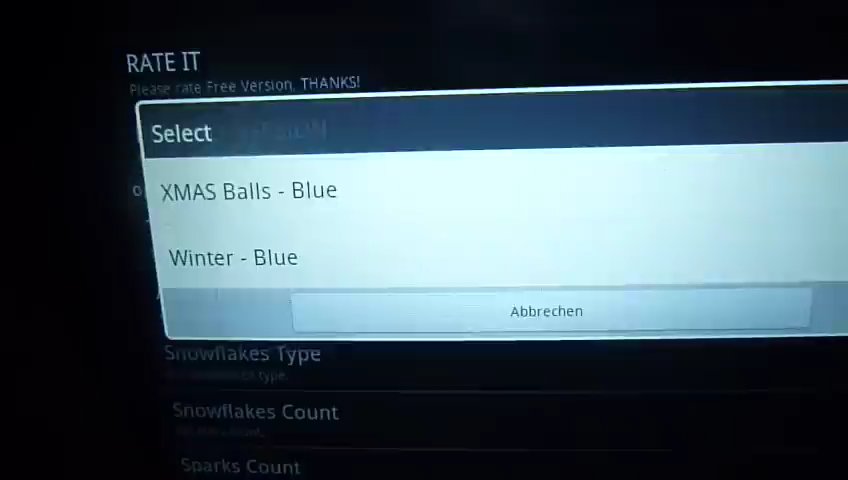 RATE IT
Please rate Free Version, THANKS!
Select
XMAS Balls - Blue
Winter - Blue
Abbrechen
Snowflakes Type
type
Snowflakes Count
Sparks Count